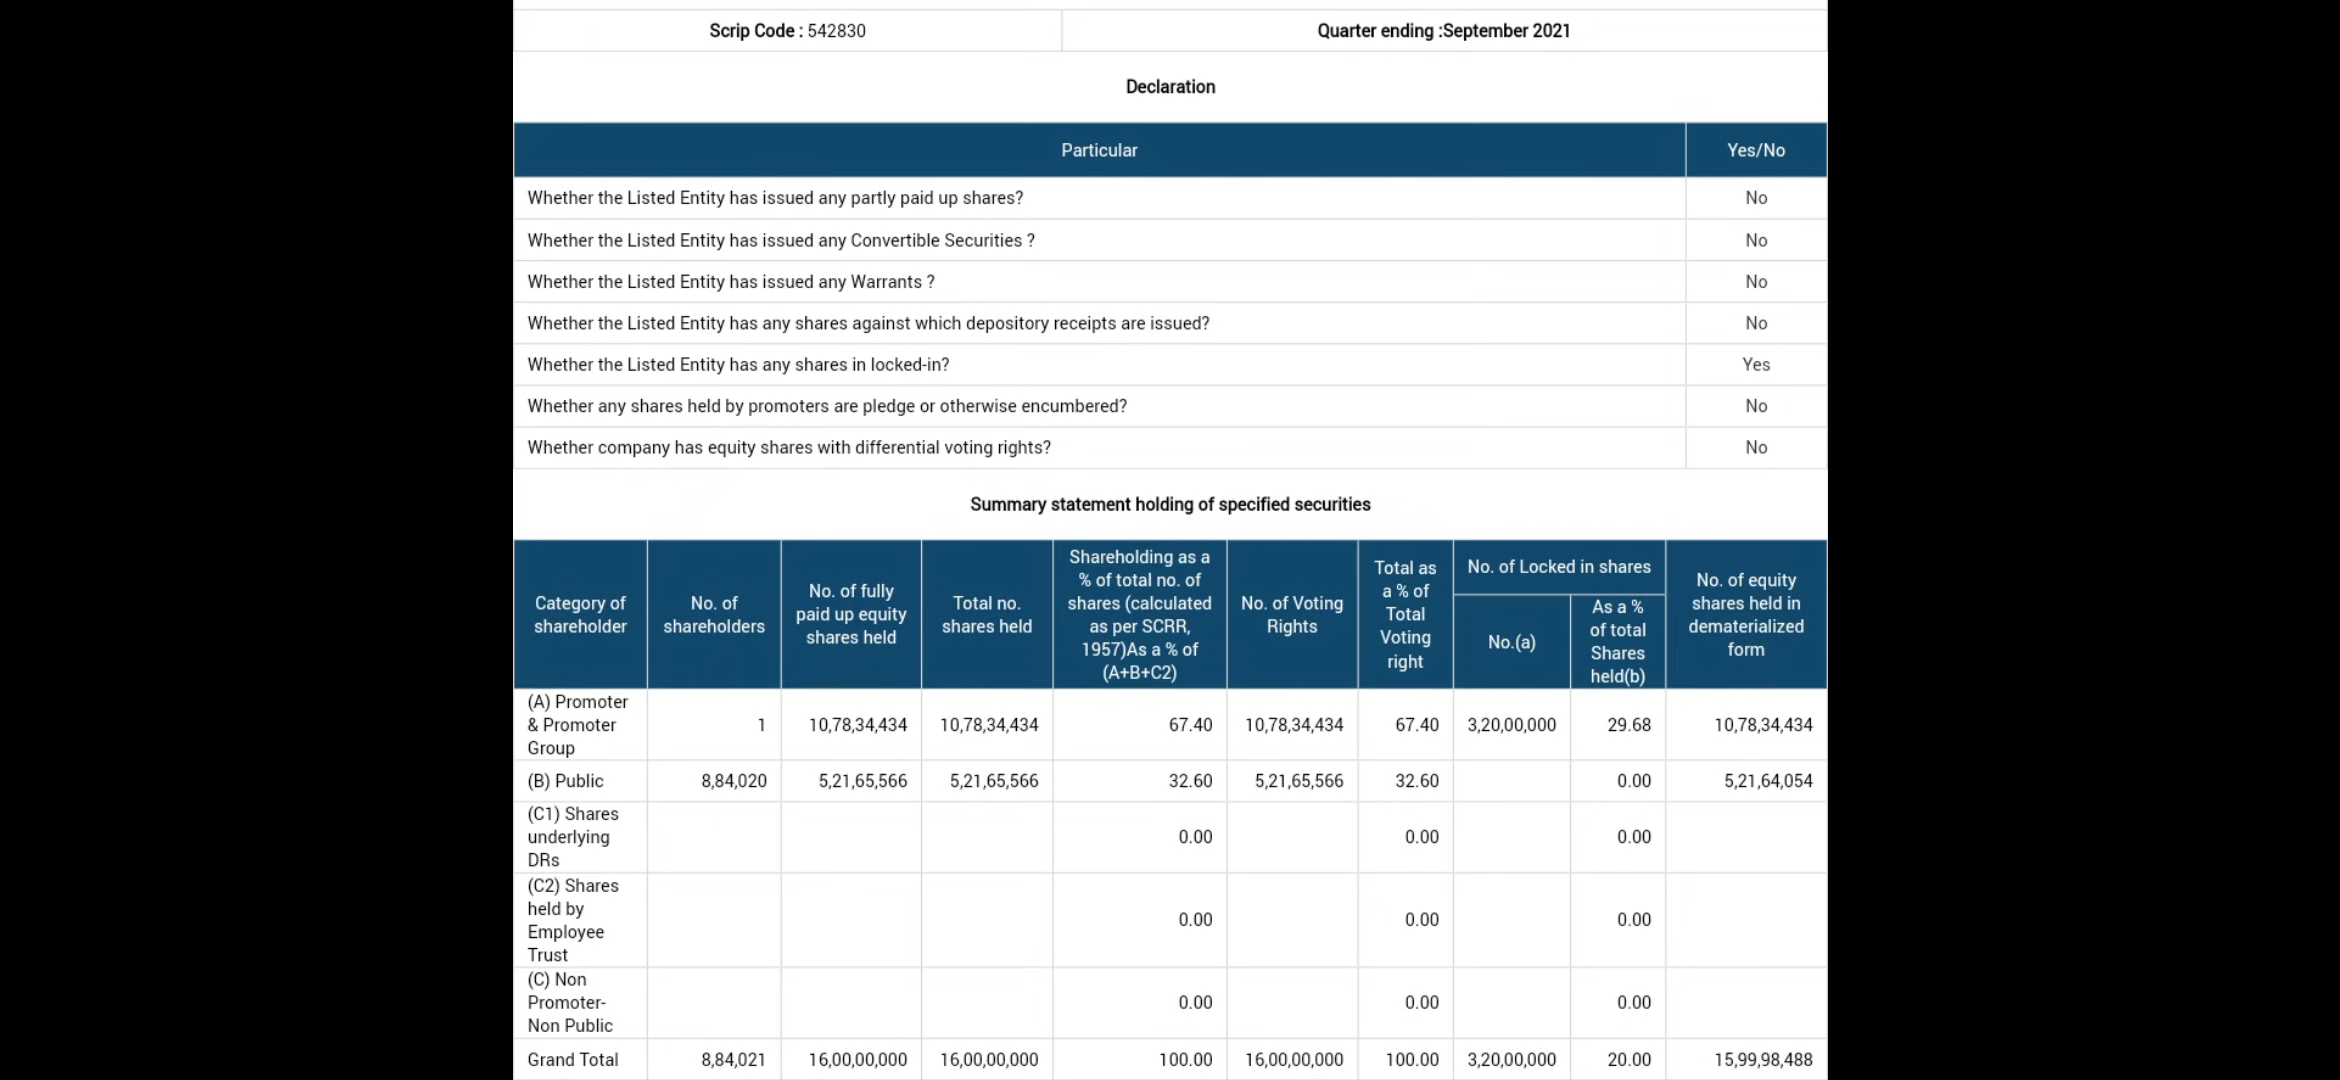 Scrip Code : 542830
Quarter ending :September 2021
Declaration
Particular
Yes/No
Whether the Listed Entity has issued any partly paid up shares?
No
Whether the Listed Entity has issued any Convertible Securities ?
No
Whether the Listed Entity has issued any Warrants ?
No
Whether the Listed Entity has any shares against which depository receipts are issued?
No
Whether the Listed Entity has any shares in locked-in?
Yes
Whether any shares held by promoters are pledge or otherwise encumbered?
No
Whether company has equity shares with differential voting rights?
No
Summary statement holding of specified securities
Category of
shareholder
No. of
shareholders
No. of fully
paid up equity
shares held
Total no.
shares held
Shareholding as a
% of total no. of
shares (calculated
as per SCRR,
1957)As a % of
(A+B+C2)
No. of Voting
Rights
Total as
a % of
Total
Voting
right
No. of Locked in shares
No.(a)
As a %
of total
Shares
held(b)
No. of equity
shares held in
dematerialized
form
(A) Promoter
& Promoter
Group
1
10,78,34,434
10,78,34,434
67.40
10,78,34,434
67.40
3,20,00,000
29.68
10,78,34,434
(B) Public
8,84,020
5,21,65,566
5,21,65,566
32.60
5,21,65,566
32.60
0.00
5,21,64,054
(C1) Shares
underlying
DRs
0.00
0.00
0.00
(C2) Shares
held by
Employee
Trust
0.00
0.00
0.00
(C) Non
Promoter-
Non Public
0.00
0.00
0.00
Grand Total
8,84,021
16,00,00,000
16,00,00,000
100.00
16,00,00,000
100.00
3,20,00,000
20.00
15,99,98,488